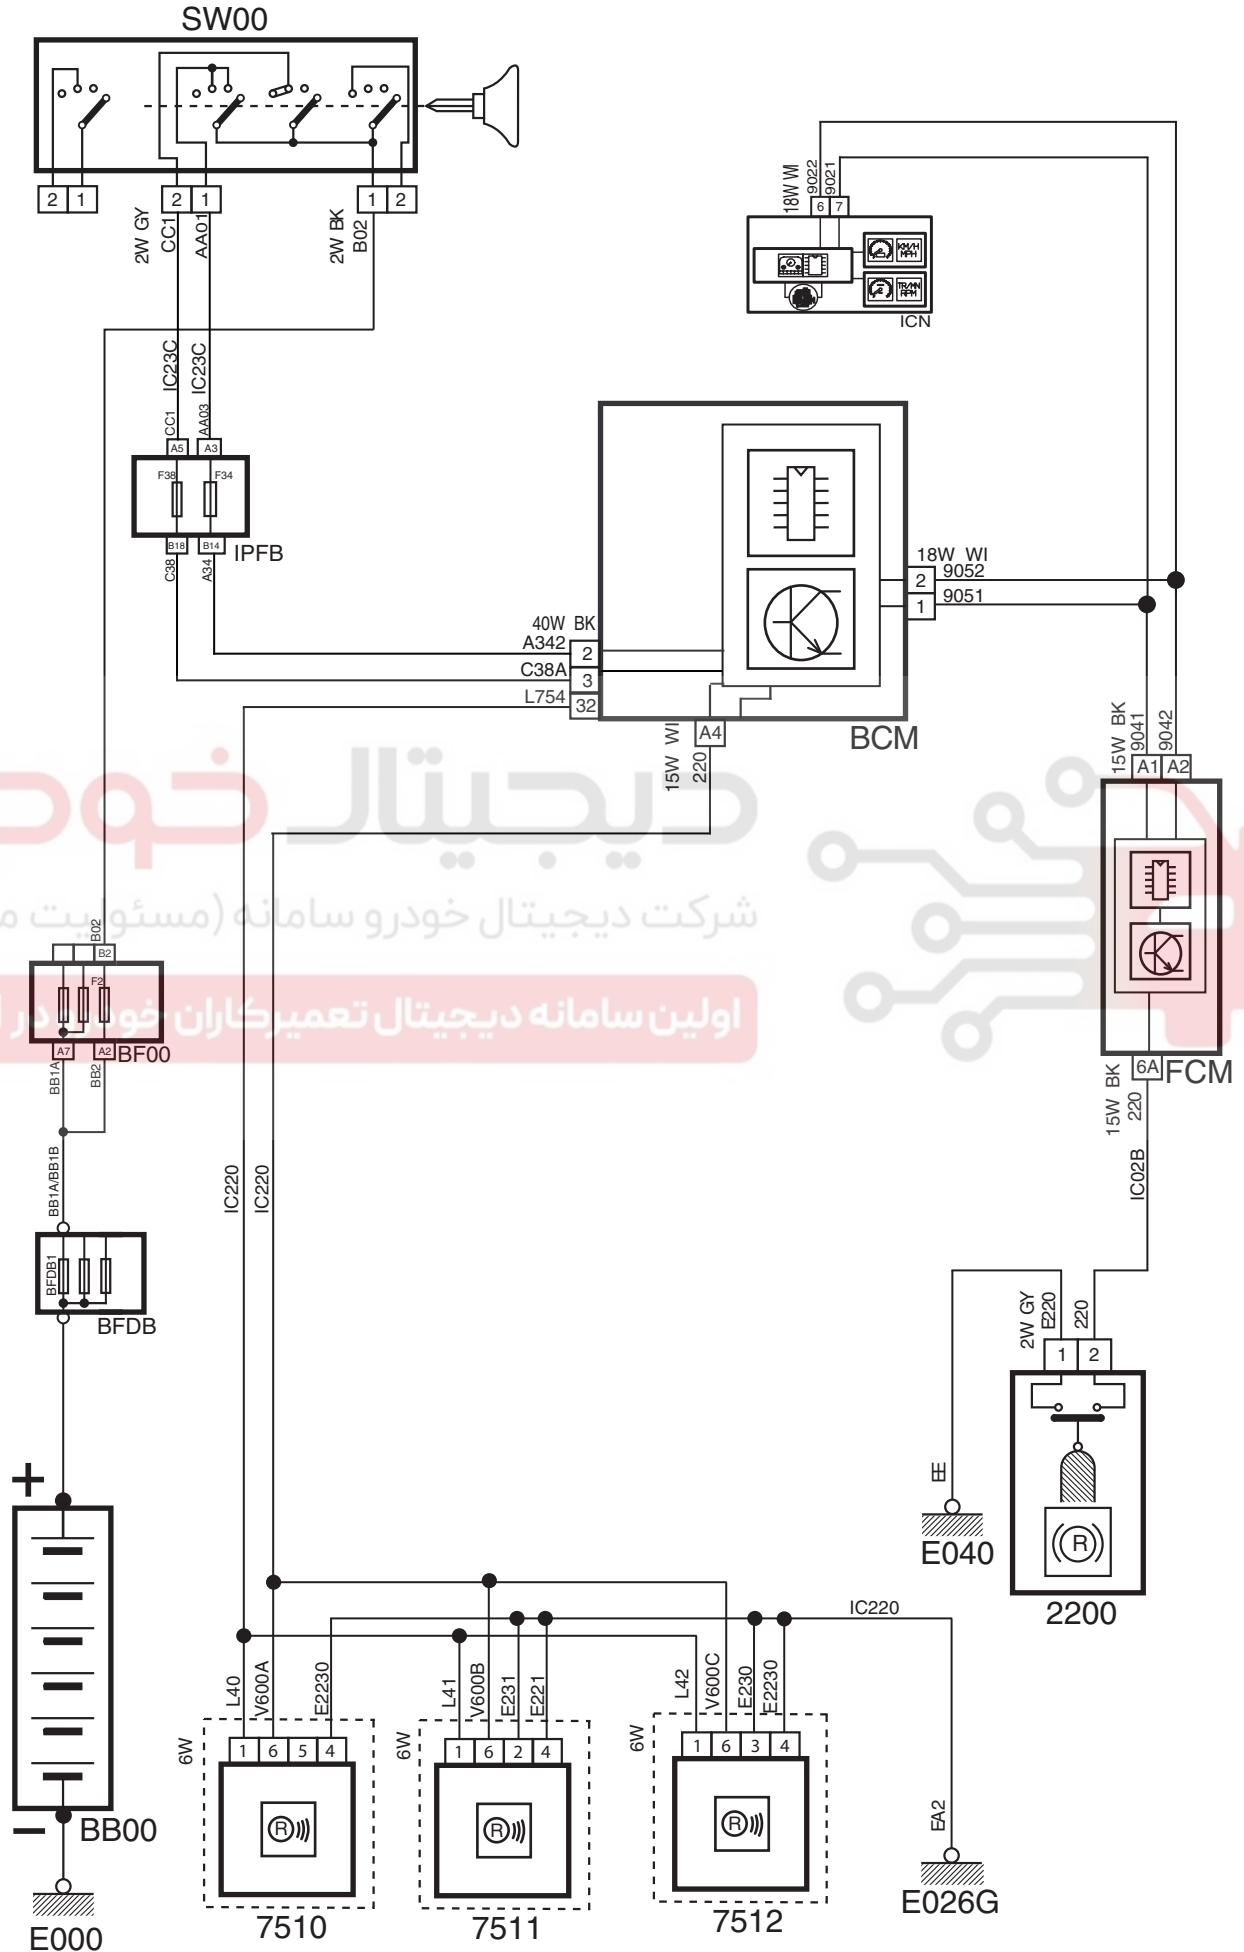 SW00
2 1
2 1
1 2
2W GY
CC1
AA01
2W BK
B02
18W WI
9022
9021
6 7
KM/H
MPH
TR/MN
RPM
ICN
IC23C
IC23C
CC1
AA03
A5 A3
F38 F34
B18 B14
IPFB
C38
A34
18W WI
2 9052
1 9051
40W BK
A342 2
C38A 3
L754 32
BCM
A4
15W WI
220
15W BK
9041
9042
A1 A2
دیجیتال خود
شرکت دیجیتال خودرو سامانه (مسئولیت م
اولین سامانه دیجیتال تعمیرکاران خودرو در ا
B02
B2
F2
A7 A2
BF00
BB1A
BB2
6A
FCM
15W BK
220
IC02B
BB1A/BB1B
IC220
IC220
BFDB1
BFDB
2W GY
E220
220
1 2
EE
E040
R
2200
+
−
BB00
E000
IC220
L40
V600A
E2230
L41
V600B
E231
E221
L42
V600C
E230
E2230
6W
1 6 5 4
6W
1 6 2 4
6W
1 6 3 4
R
R
R
7510
7511
7512
EA2
E026G